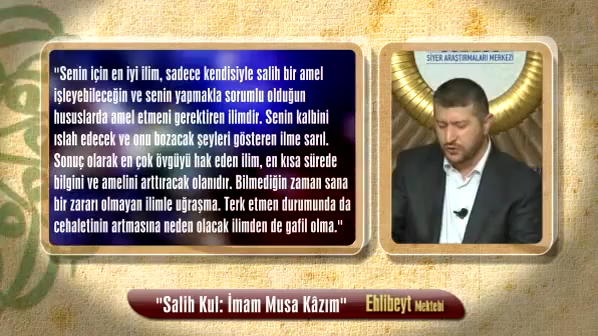 "Senin için en iyi ilim, sadece kendisiyle salih bir amel
işleyebileceğin ve senin yapmakla sorumlu olduğun
hususlarda amel etmeni gerektiren ilimdir. Senin kalbini
ıslah edecek ve onu bozacak şeyleri gösteren ilme sarıl.
Sonuç olarak en çok övgüyü hak eden ilim, en kısa sürede
bilgini ve amelini arttıracak olanıdır. Bilmediğin zaman sana
bir zararı olmayan ilimle uğraşma. Terk etmen durumunda da
cehaletinin artmasına neden olacak ilimden de gafil olma."
SİYER ARAŞTIRMALARI MERKEZİ
"Salih Kul: İmam Musa Kâzım" Ehlibeyt Mektebi